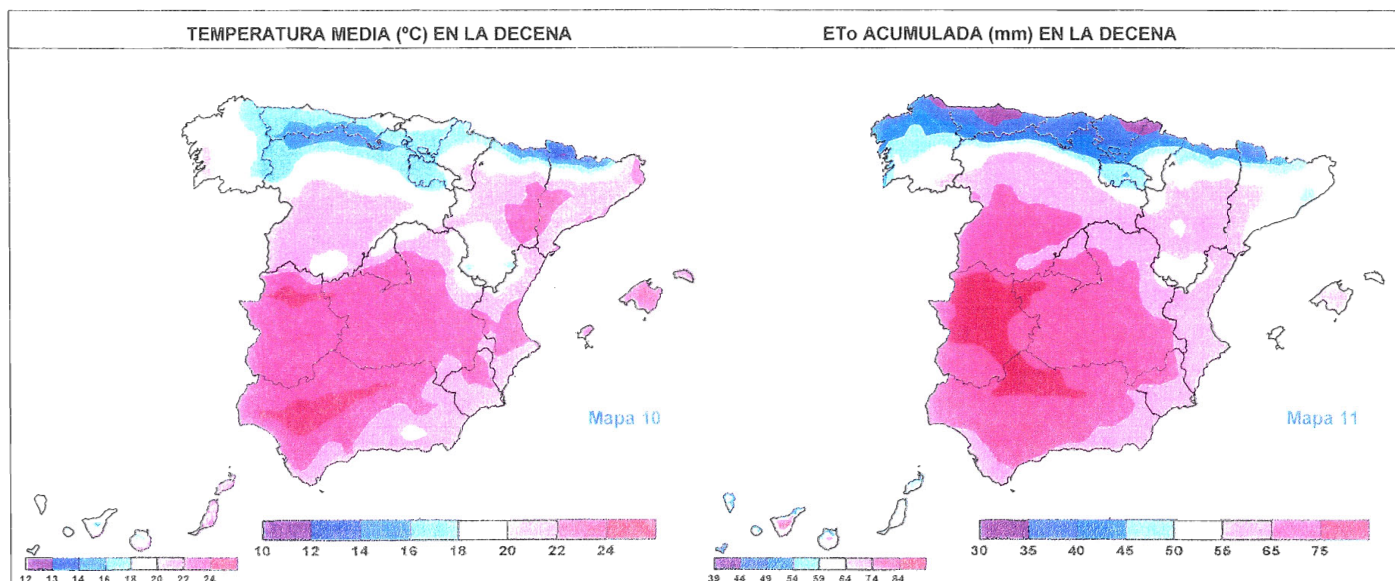 TEMPERATURA MEDIA (ºC) EN LA DECENA
ETo ACUMULADA (mm) EN LA DECENA
Mapa 10
Mapa 11
10 12 14 16 18 20 22 24
12 13 14 16 18 20 22 24
30 35 40 45 50 56 65 75
39 44 49 54 59 64 74 84